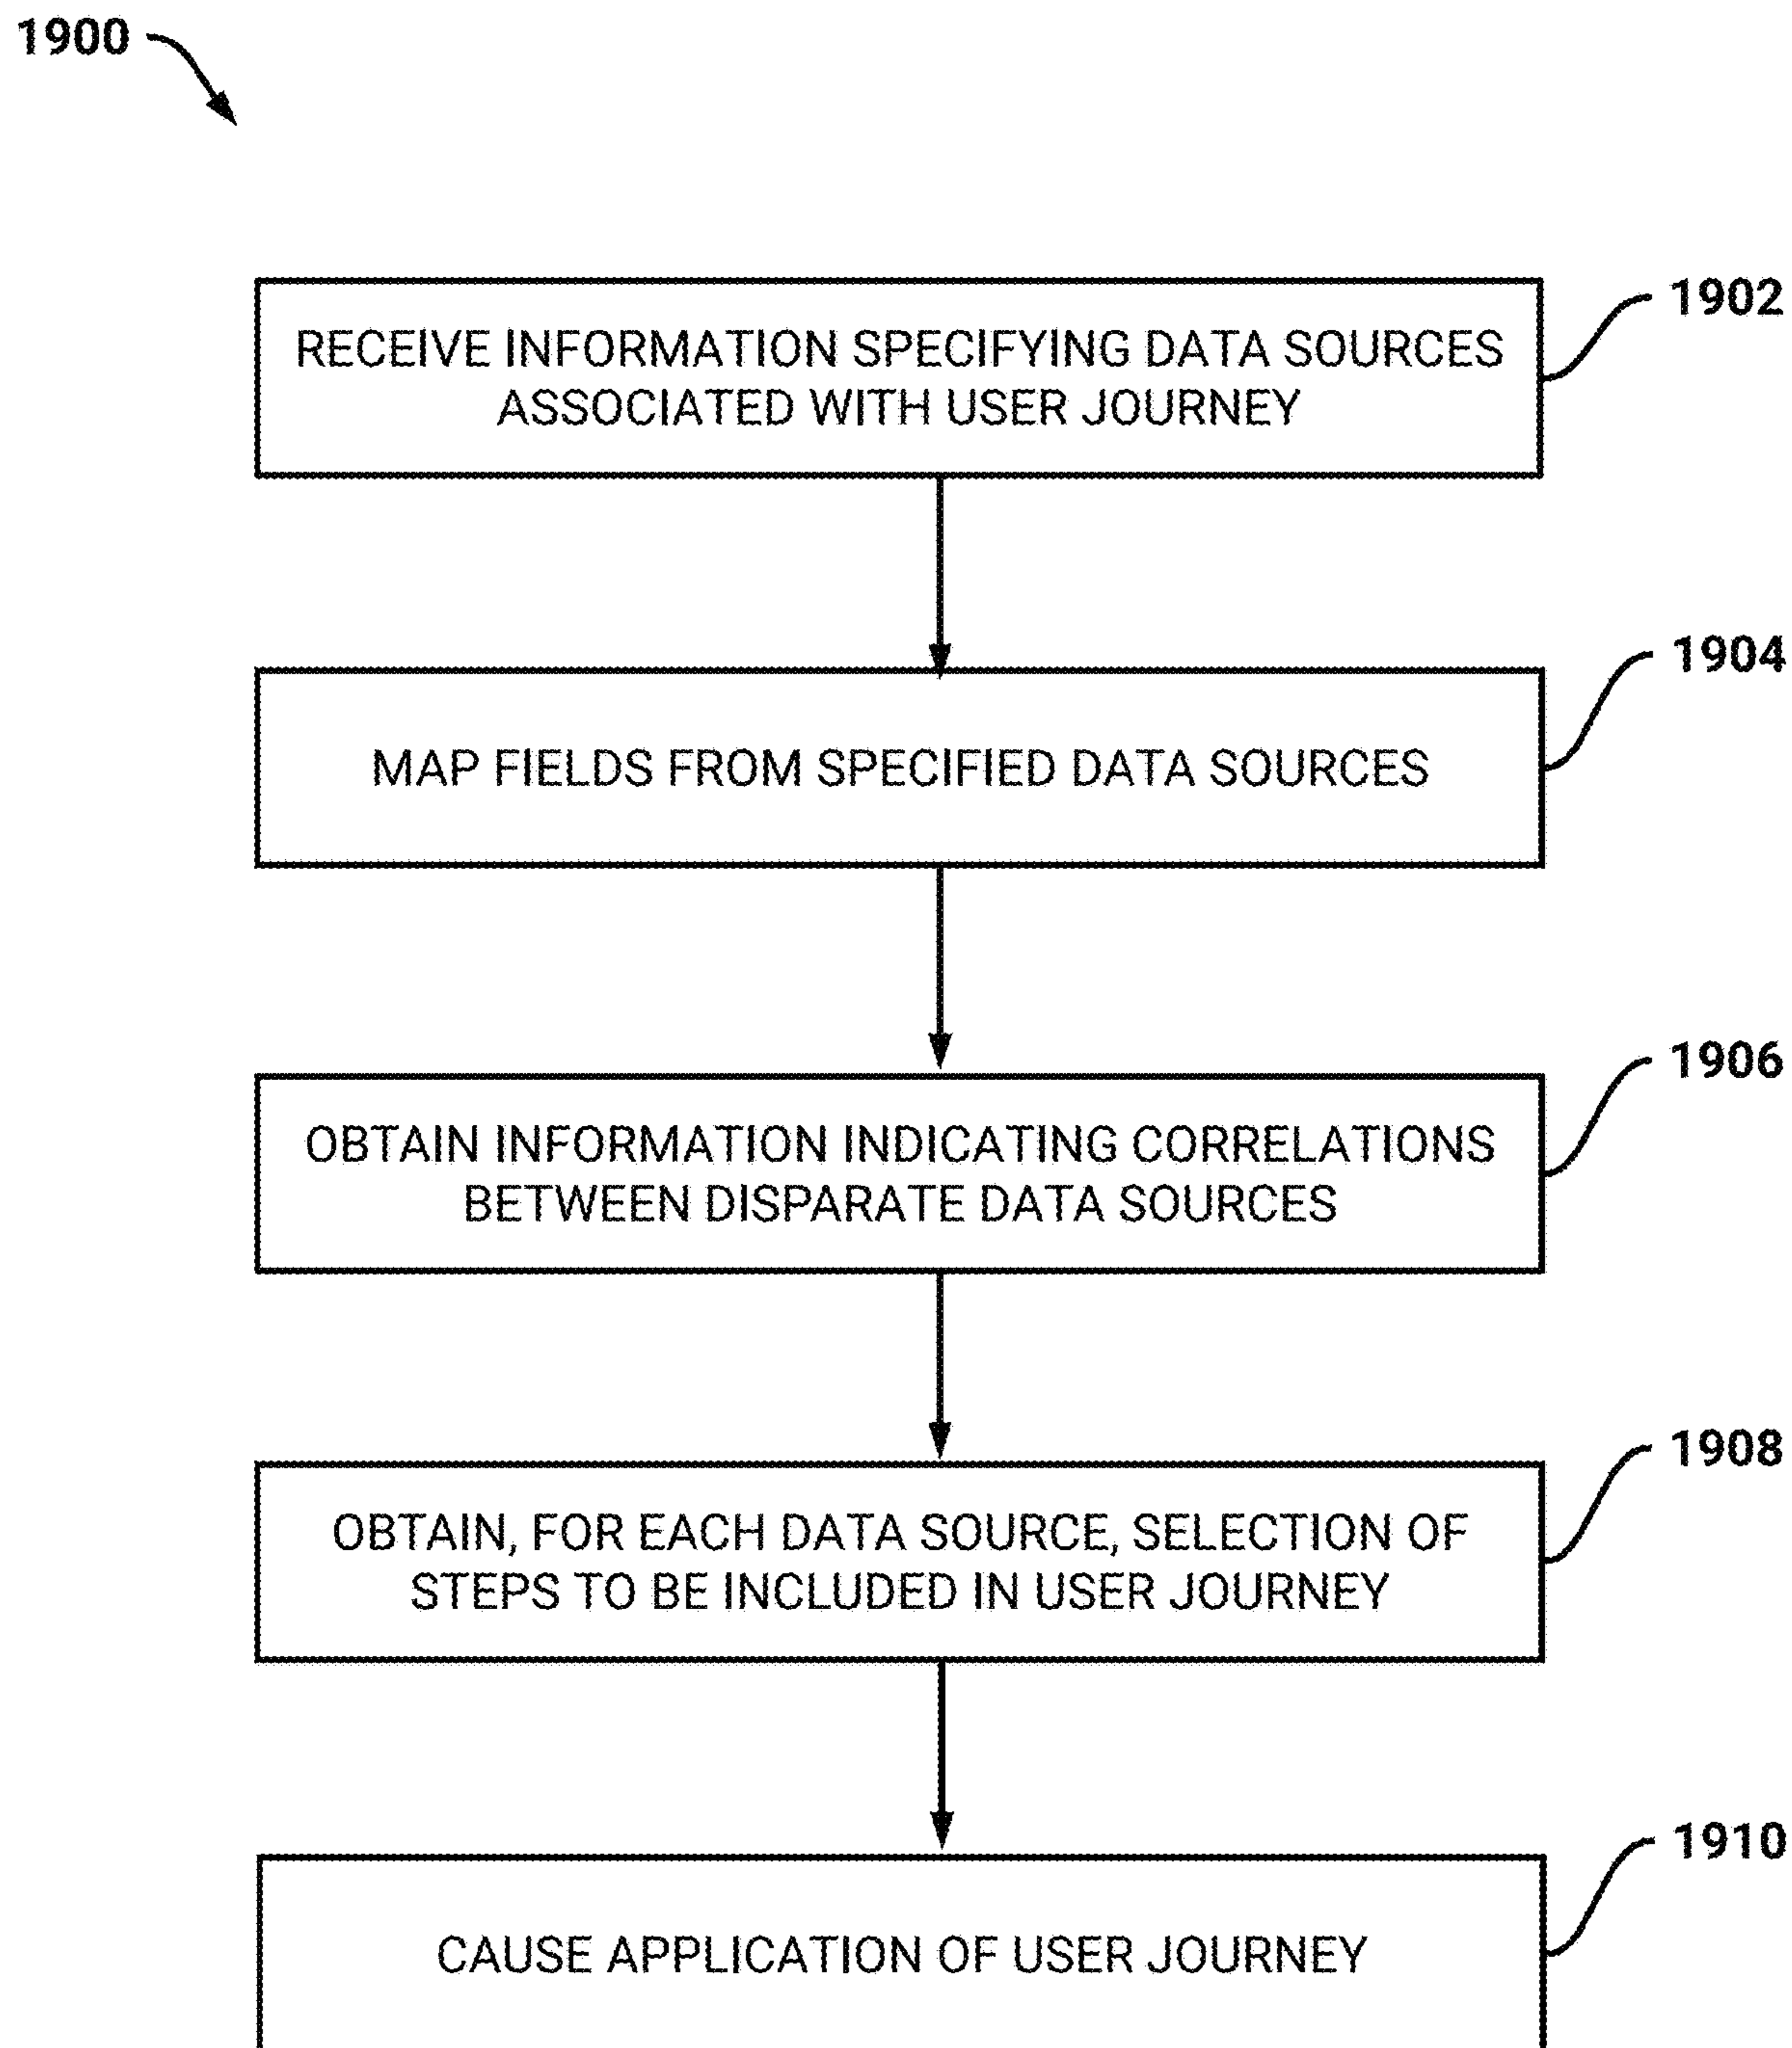 1900
RECEIVE INFORMATION SPECIFYING DATA SOURCES
ASSOCIATED WITH USER JOURNEY
1902
MAP FIELDS FROM SPECIFIED DATA SOURCES
1904
OBTAIN INFORMATION INDICATING CORRELATIONS
BETWEEN DISPARATE DATA SOURCES
1906
OBTAIN, FOR EACH DATA SOURCE, SELECTION OF
STEPS TO BE INCLUDED IN USER JOURNEY
1908
CAUSE APPLICATION OF USER JOURNEY
1910